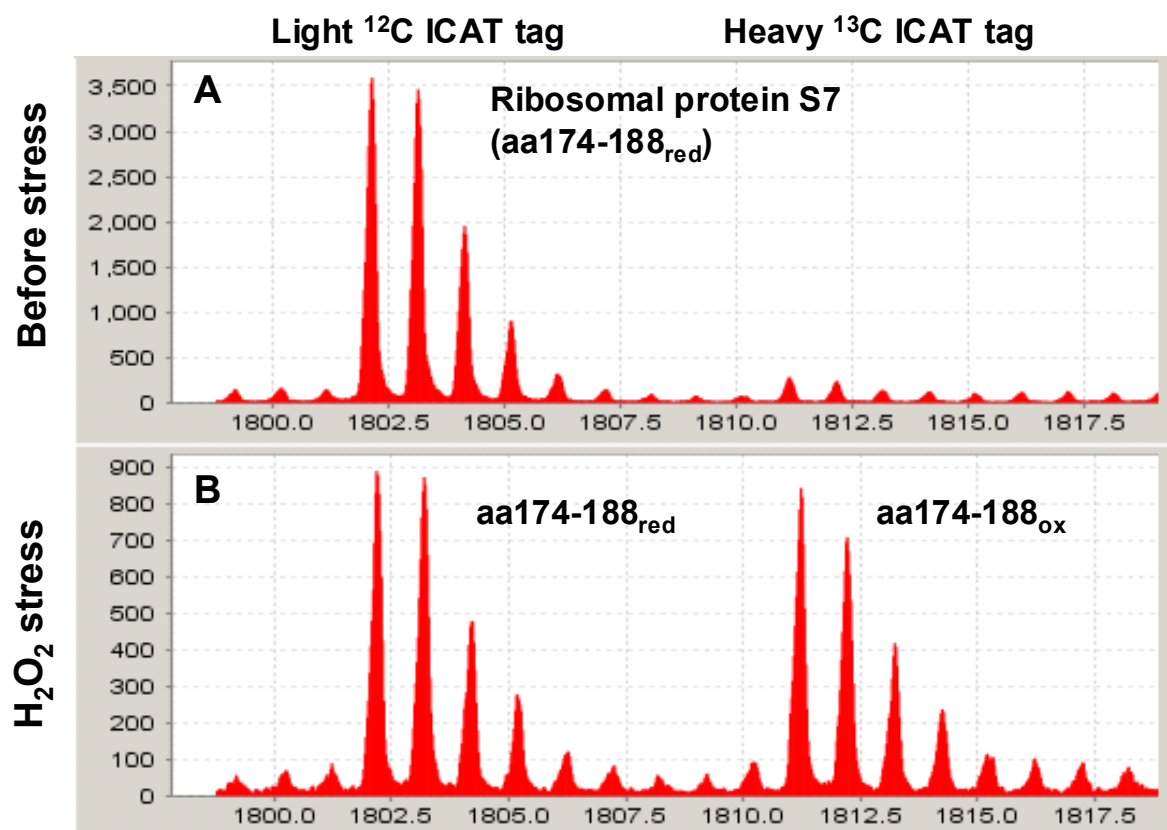 Light ¹²C ICAT tag
Heavy ¹³C ICAT tag
Before stress
A
Ribosomal protein S7
(aa174-188red)
3,500
3,000
2,500
2,000
1,500
1,000
500
0
1800.0 1802.5 1805.0 1807.5 1810.0 1812.5 1815.0 1817.5
H₂O₂ stress
B
aa174-188red
aa174-188ox
900
800
700
600
500
400
300
200
100
0
1800.0 1802.5 1805.0 1807.5 1810.0 1812.5 1815.0 1817.5